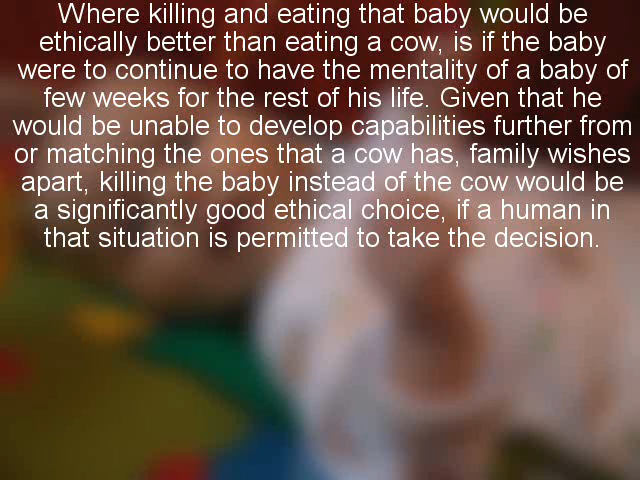 Where killing and eating that baby would be
ethically better than eating a cow, is if the baby
were to continue to have the mentality of a baby of
few weeks for the rest of his life. Given that he
would be unable to develop capabilities further from
or matching the ones that a cow has, family wishes
apart, killing the baby instead of the cow would be
a significantly good ethical choice, if a human in
that situation is permitted to take the decision.